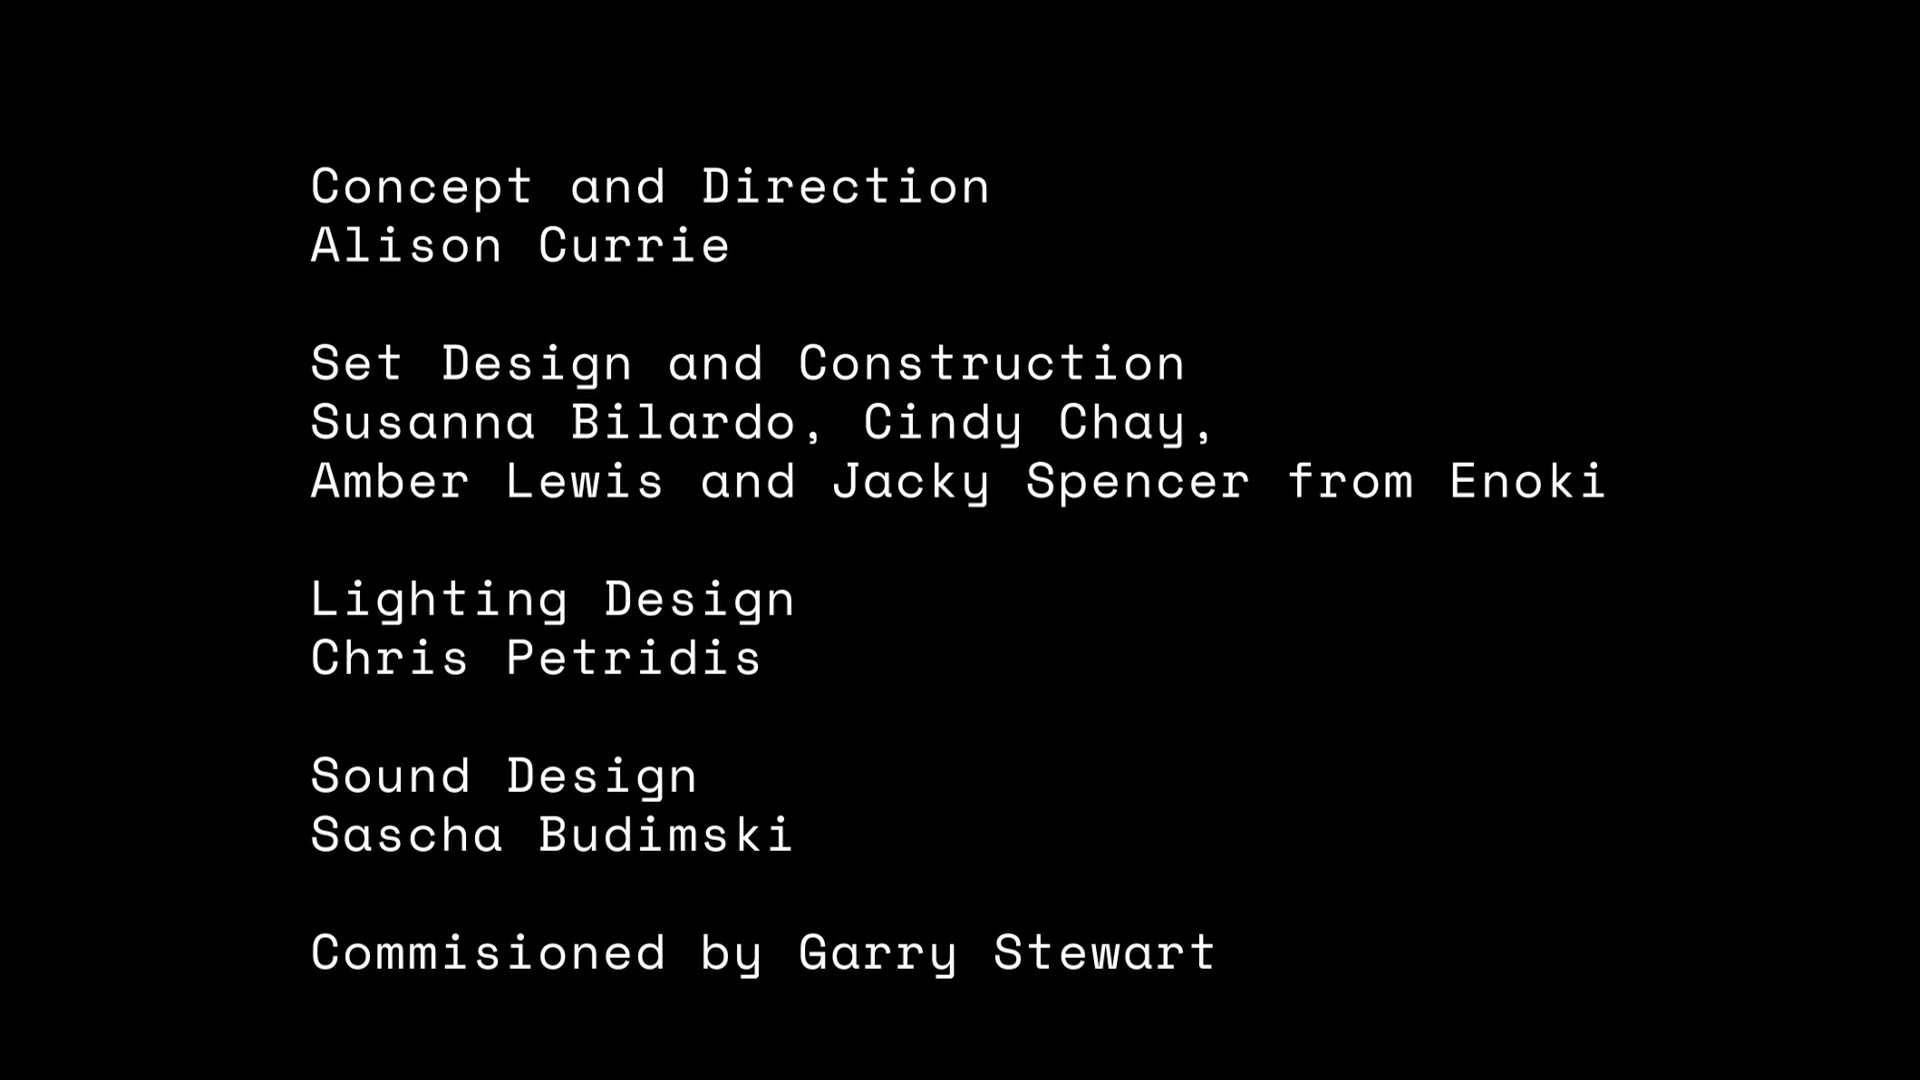 Concept and Direction
Alison Currie
Set Design and Construction
Susanna Bilardo, Cindy Chay,
Amber Lewis and Jacky Spencer from Enoki
Lighting Design
Chris Petridis
Sound Design
Sascha Budimski
Commisioned by Garry Stewart